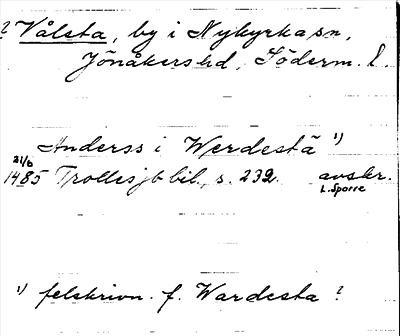 ? Vålsta, by i Nykyrka sn,
Jönåkers hd, Söderm. l.
Anderss i Werdestä ¹)
21/6
1485 Trolles jb bil., s. 232. avskr.
L. Sporre
¹) felskrivn. f. Wardesta ?